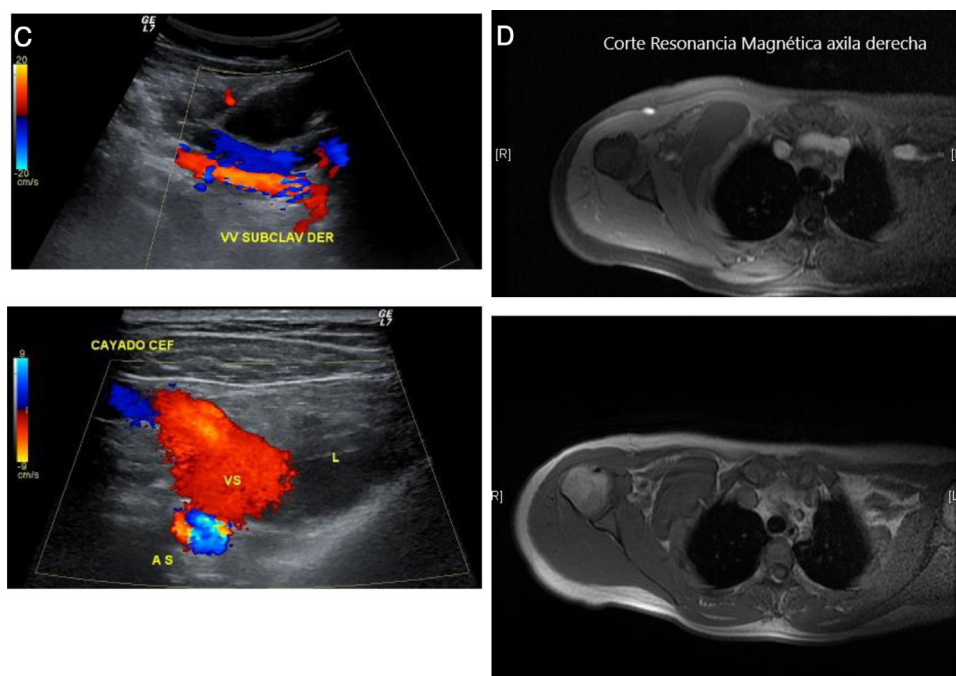 C
GE
L7
20
-20
cm/s
VV SUBCLAV DER
D
Corte Resonancia Magnética axila derecha
[R]
GE
L7
CAYADO CEF
9
-9
cm/s
L
VS
A S
R]
[L